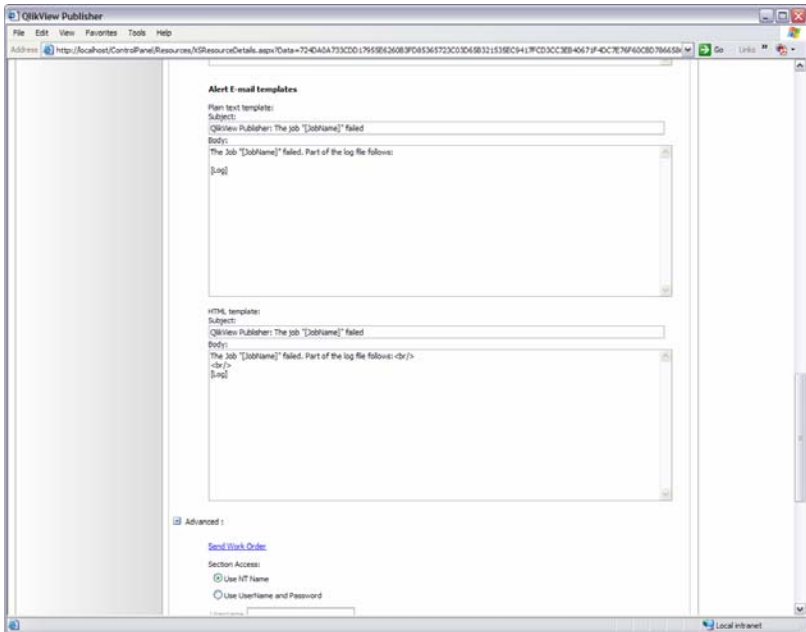 QlikView Publisher
File Edit View Favorites Tools Help
Address
Go Links »
Alert E-mail templates
Plain text template:
Subject:
QlikView Publisher: The job "[JobName]" failed
Body:
The Job "[JobName]" failed. Part of the log file follows:
[Log]
HTML template:
Subject:
QlikView Publisher: The job "[JobName]" failed
Body:
The Job "[JobName]" failed. Part of the log file follows: <br/>
<br/>
[Log]
Advanced :
Send Work Order
Section Access:
Use NT Name
Use UserName and Password
Local intranet